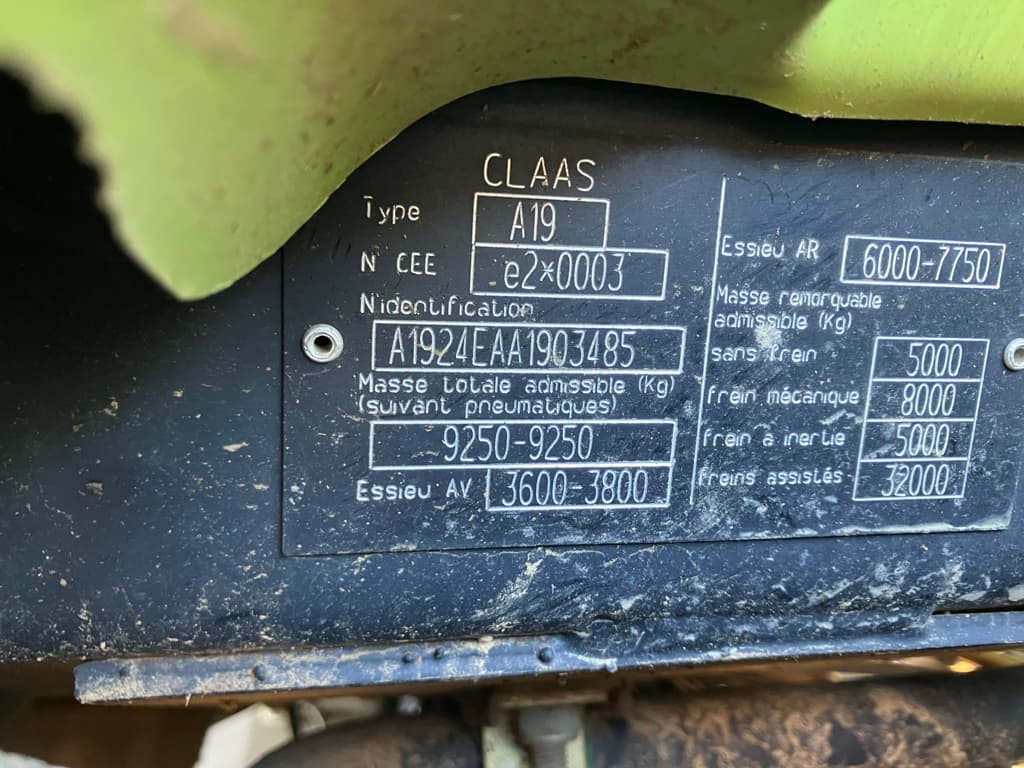 CLAAS
Type A19
N° CEE e2*0003
N°identification
A1924EAA1903485
Masse totale admissible (Kg)
(suivant pneumatiques)
9250-9250
Essieu AV 3600-3800
Essieu AR 6000-7750
Masse remorquable
admissible (Kg)
sans frein 5000
frein mécanique 8000
frein à inertie 5000
freins assistés 32000